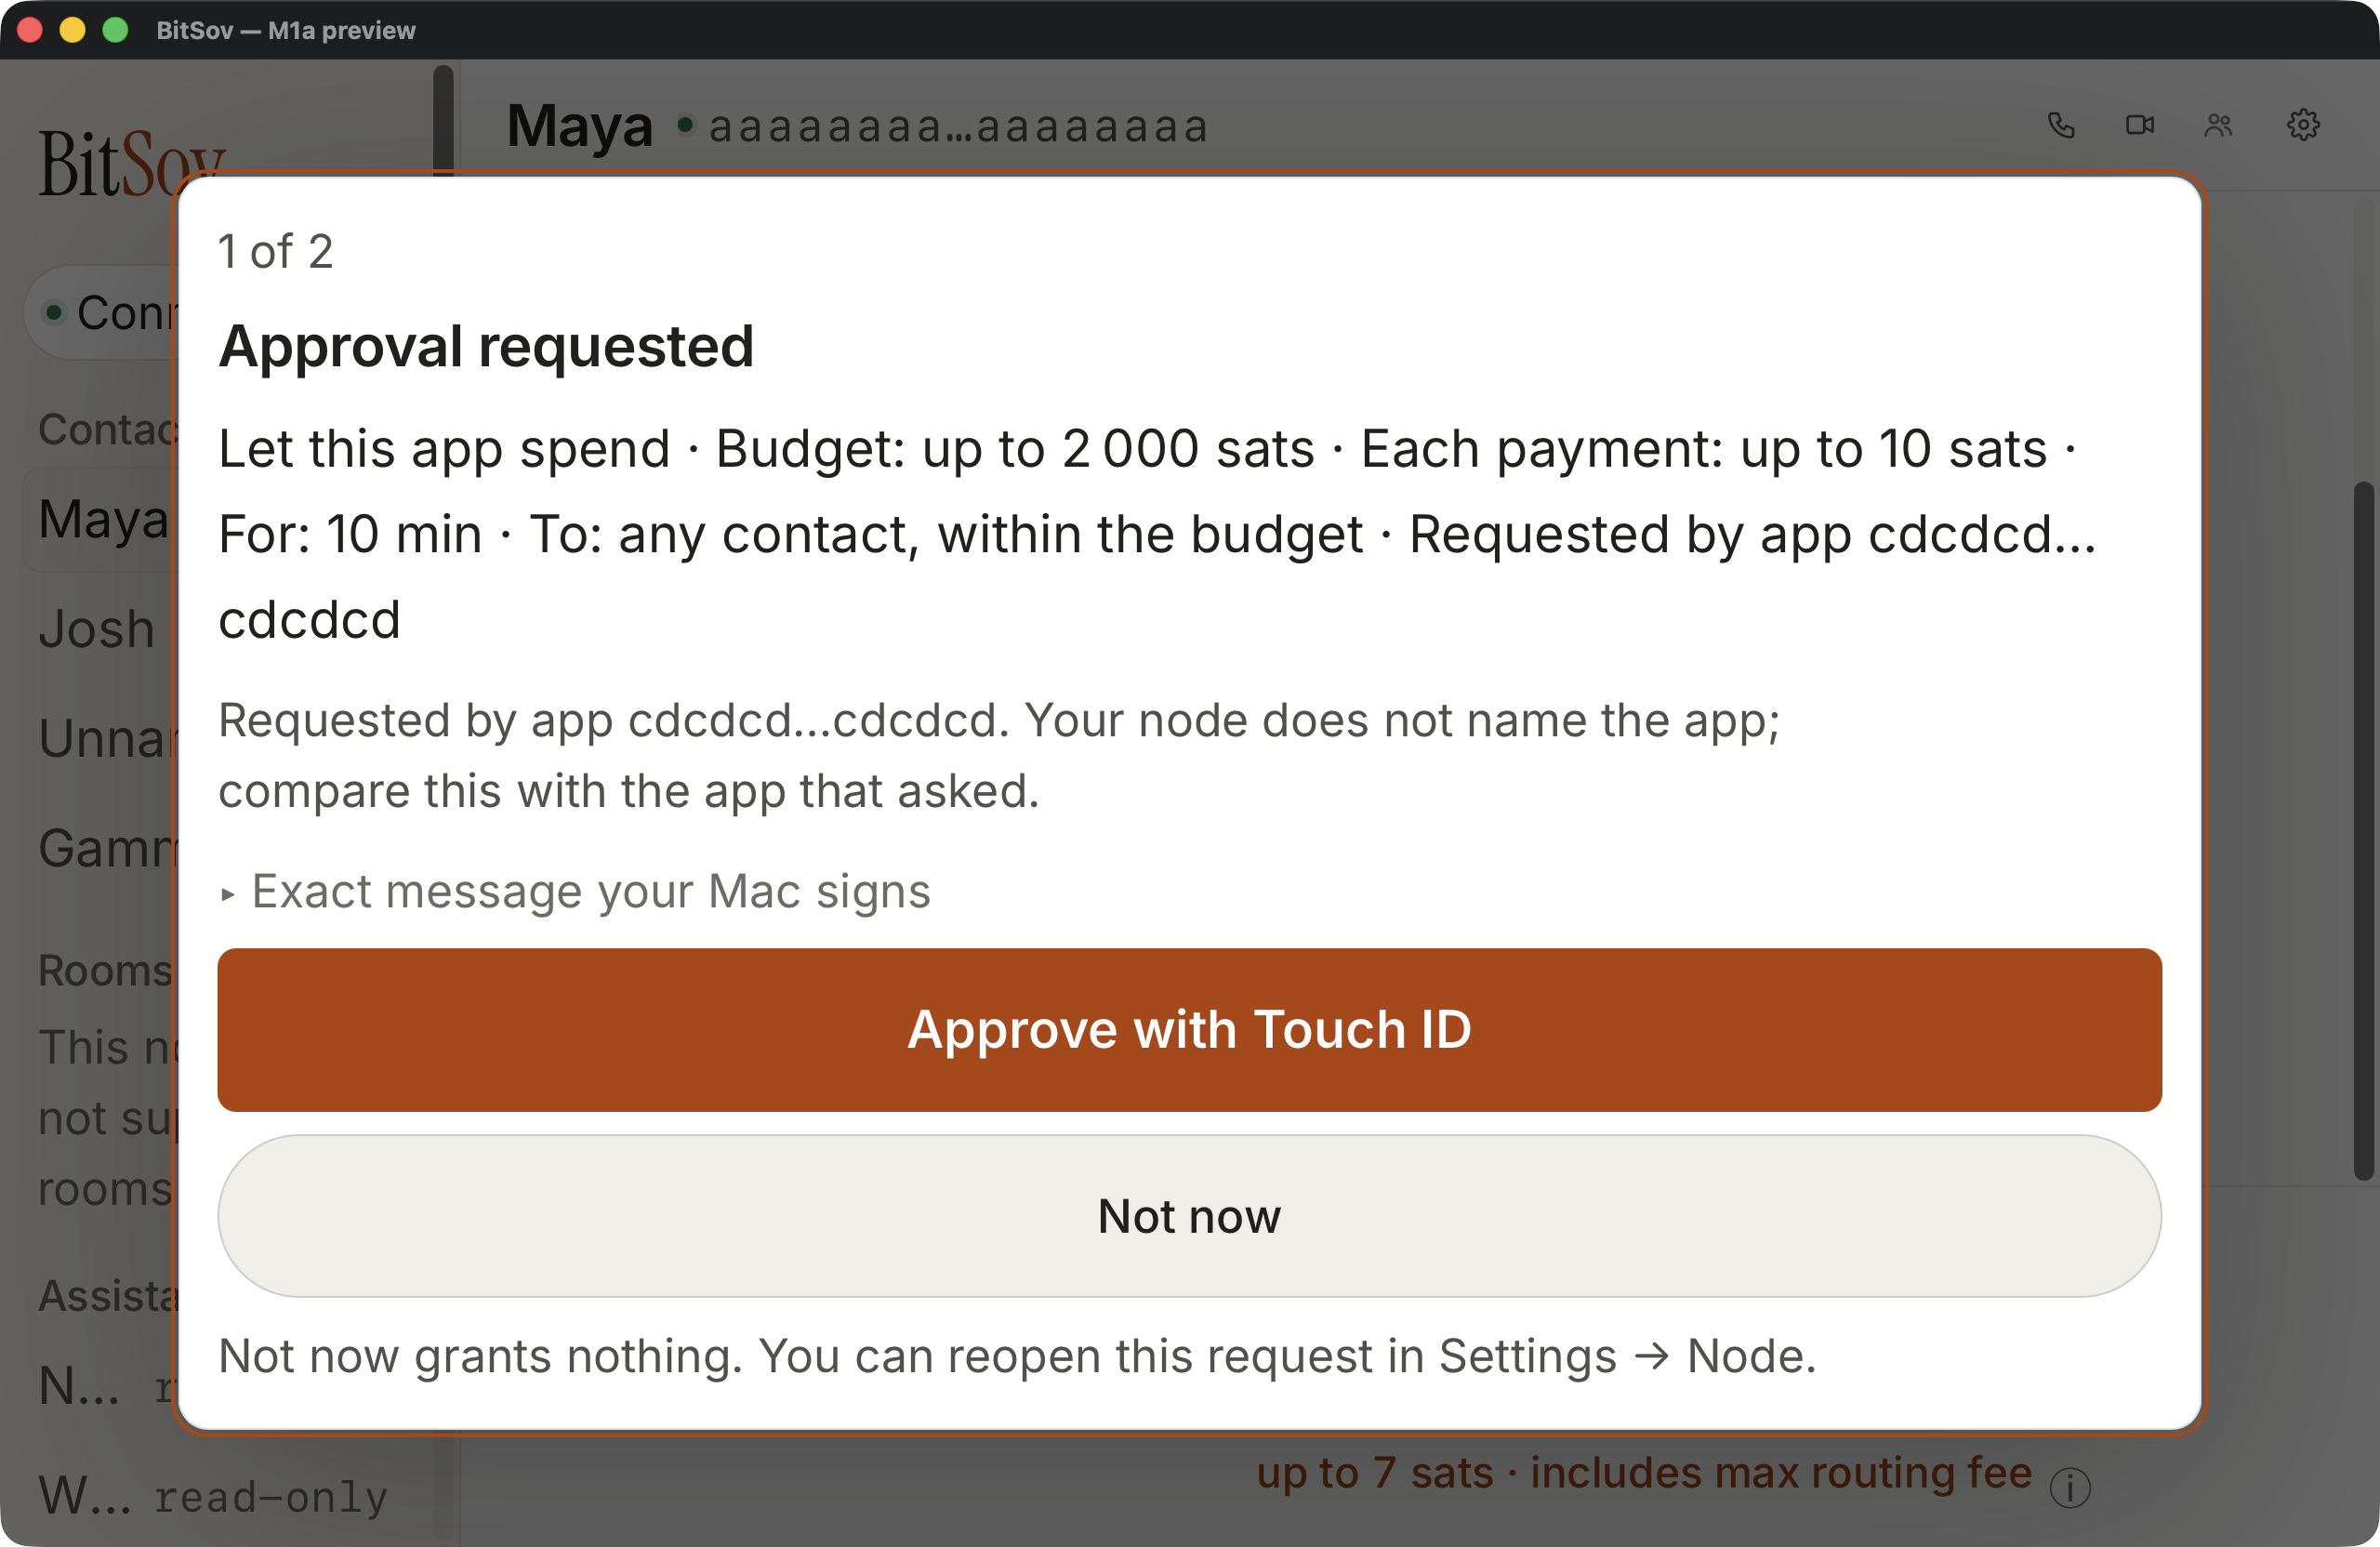 BitSov — M1a preview
BitSov
Maya aaaaaaaa…aaaaaaaa
Contac
Maya
Josh
Rooms
This
not
rooms
N…
W… read-only
1 of 2
Approval requested
Let this app spend · Budget: up to 2 000 sats · Each payment: up to 10 sats ·
For: 10 min · To: any contact, within the budget · Requested by app cdcdcd…
cdcdcd
Requested by app cdcdcd…cdcdcd. Your node does not name the app;
compare this with the app that asked.
▸ Exact message your Mac signs
Approve with Touch ID
Not now
Not now grants nothing. You can reopen this request in Settings → Node.
up to 7 sats · includes max routing fee ⓘ